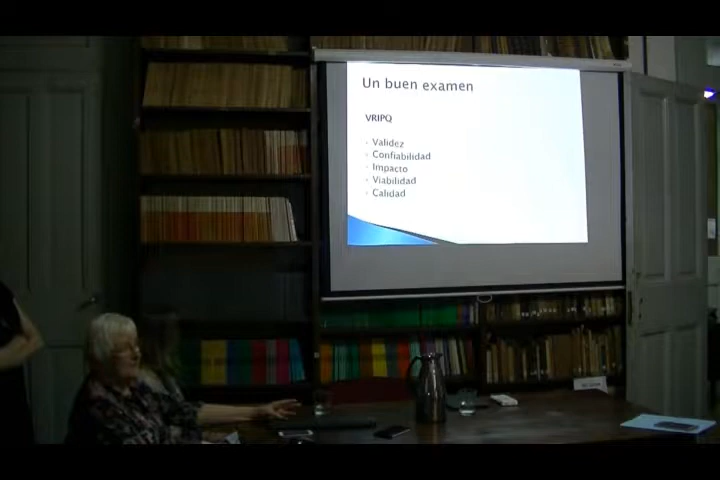 Un buen examen
VRIPQ
Validez
Confiabilidad
Impacto
Viabilidad
Calidad